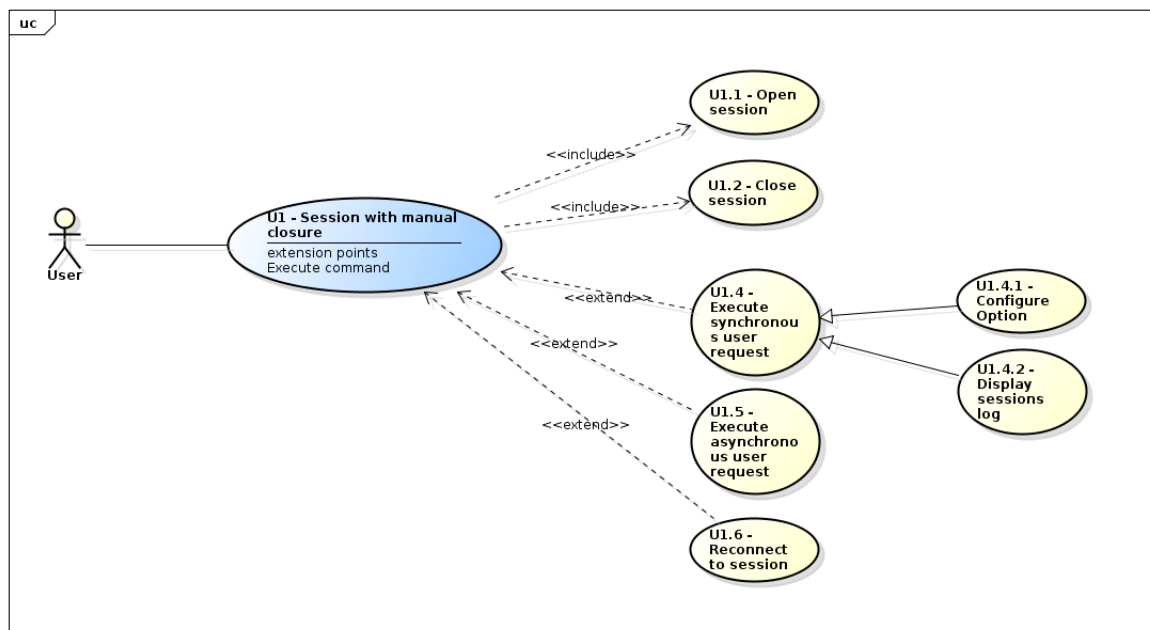 uc
U1.1 - Open
session
<<include>>
U1.2 - Close
session
<<include>>
U1 - Session with manual
closure
extension points
Execute command
User
<<extend>>
U1.4 -
Execute
synchronou
s user
request
U1.4.1 -
Configure
Option
<<extend>>
U1.4.2 -
Display
sessions
log
U1.5 -
Execute
asynchrono
us user
request
<<extend>>
U1.6 -
Reconnect
to session